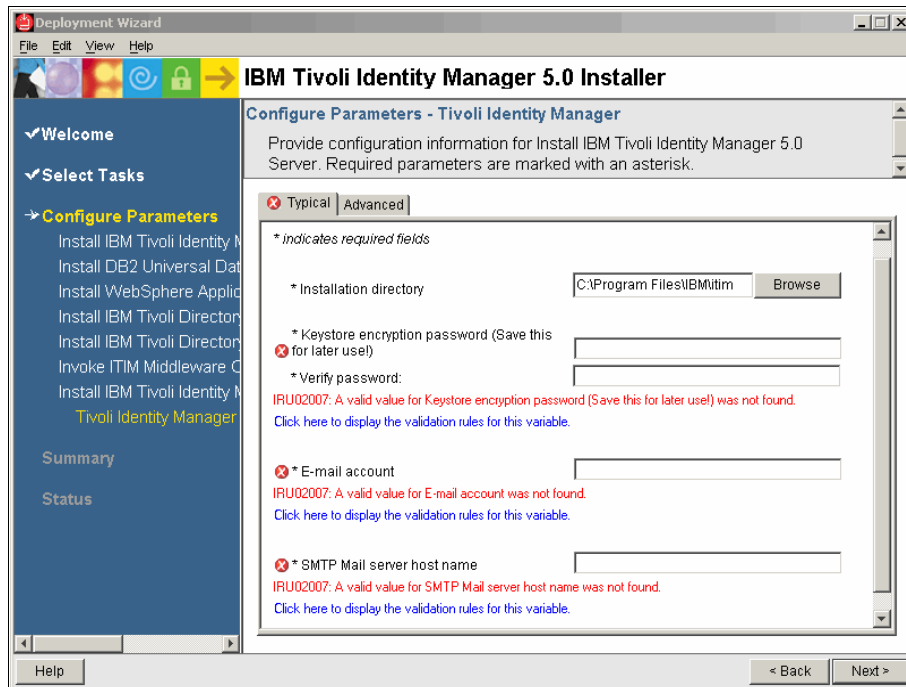 Deployment Wizard
File Edit View Help
IBM Tivoli Identity Manager 5.0 Installer
Welcome
Select Tasks
Configure Parameters
Install IBM Tivoli Identity M
Install DB2 Universal Dat
Install WebSphere Applic
Install IBM Tivoli Director
Install IBM Tivoli Director
Invoke ITIM Middleware C
Install IBM Tivoli Identity M
Tivoli Identity Manager
Summary
Status
Configure Parameters - Tivoli Identity Manager
Provide configuration information for Install IBM Tivoli Identity Manager 5.0
Server. Required parameters are marked with an asterisk.
Typical Advanced
* indicates required fields
* Installation directory C:\Program Files\IBM\itim Browse
* Keystore encryption password (Save this
for later use!)
* Verify password:
IRU02007: A valid value for Keystore encryption password (Save this for later use!) was not found.
Click here to display the validation rules for this variable.
* E-mail account
IRU02007: A valid value for E-mail account was not found.
Click here to display the validation rules for this variable.
* SMTP Mail server host name
IRU02007: A valid value for SMTP Mail server host name was not found.
Click here to display the validation rules for this variable.
Help < Back Next >